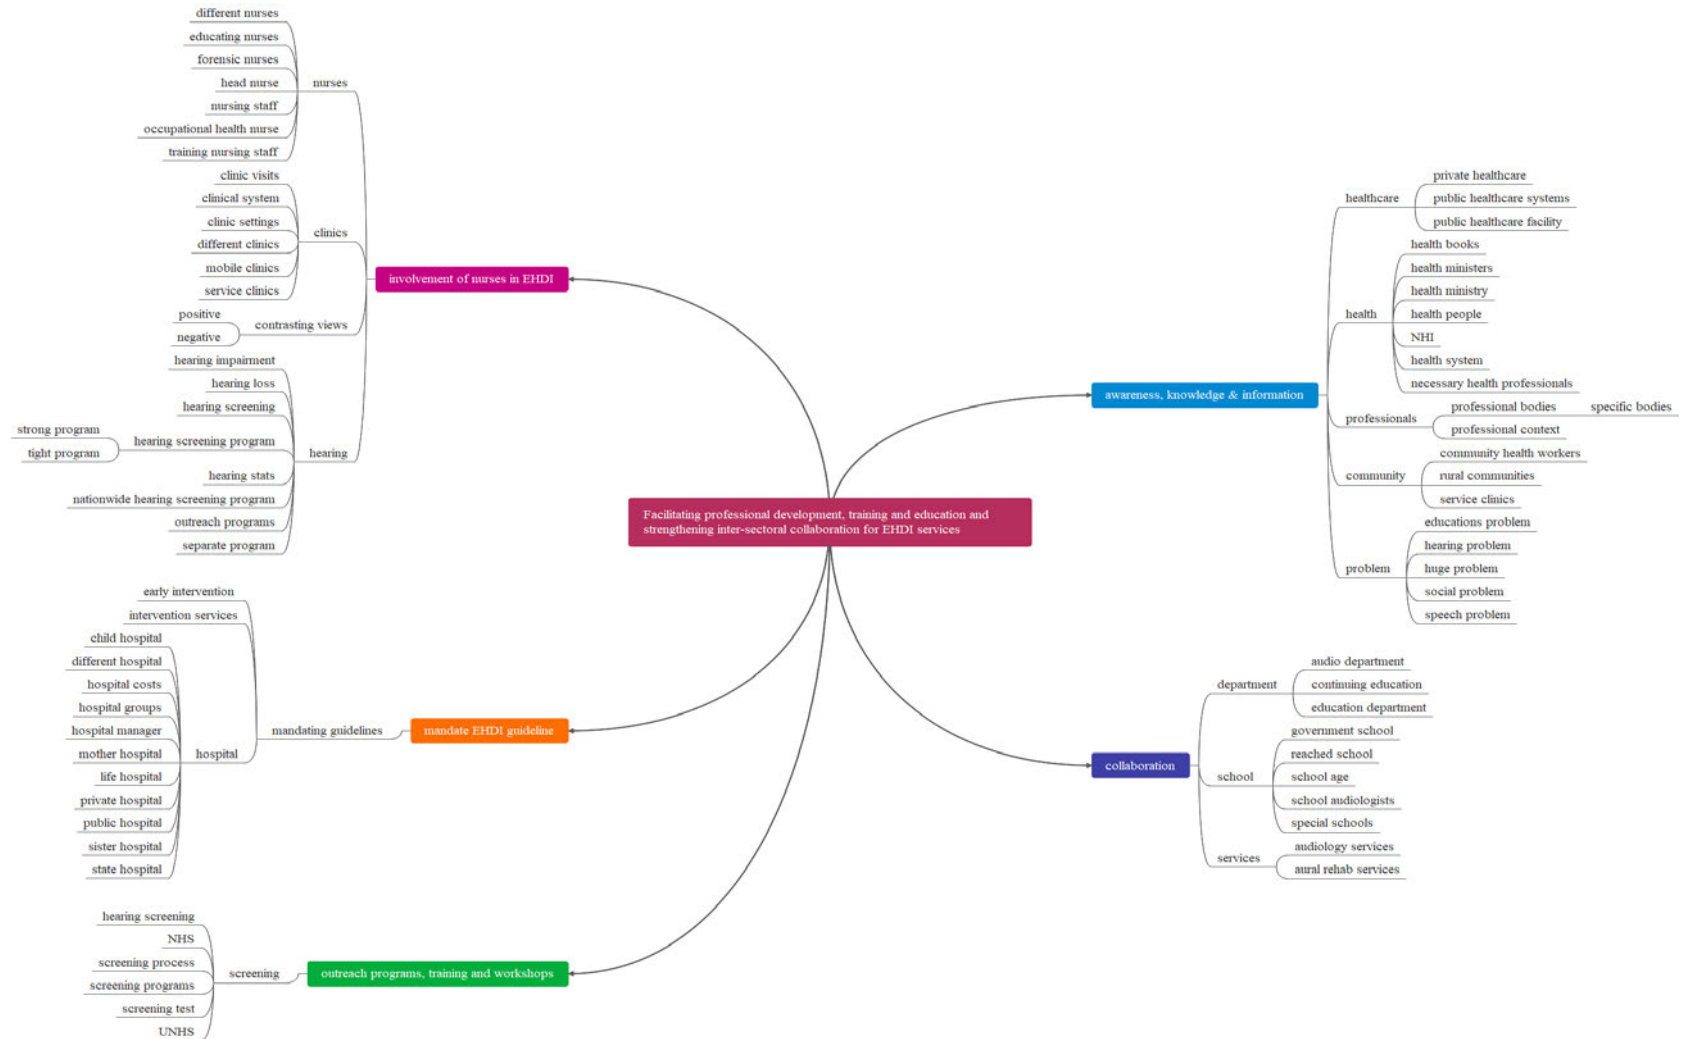 different nurses
educating nurses
forensic nurses
head nurse
nursing staff
occupational health nurse
training nursing staff
nurses
clinic visits
clinical system
clinic settings
different clinics
mobile clinics
service clinics
clinics
positive
negative
contrasting views
hearing impairment
hearing loss
hearing screening
strong program
tight program
hearing screening program
hearing stats
nationwide hearing screening program
outreach programs
separate program
hearing
involvement of nurses in EHDI
early intervention
intervention services
child hospital
different hospital
hospital costs
hospital groups
hospital manager
mother hospital
life hospital
private hospital
public hospital
sister hospital
state hospital
hospital
mandating guidelines
mandate EHDI guideline
hearing screening
NHS
screening process
screening programs
screening test
UNHS
screening
outreach programs, training and workshops
Facilitating professional development, training and education and
strengthening inter-sectoral collaboration for EHDI services
awareness, knowledge & information
healthcare
private healthcare
public healthcare systems
public healthcare facility
health
health books
health ministers
health ministry
health people
NHI
health system
necessary health professionals
professionals
professional bodies
specific bodies
professional context
community
community health workers
rural communities
service clinics
problem
educations problem
hearing problem
huge problem
social problem
speech problem
collaboration
department
audio department
continuing education
education department
school
government school
reached school
school age
school audiologists
special schools
services
audiology services
aural rehab services